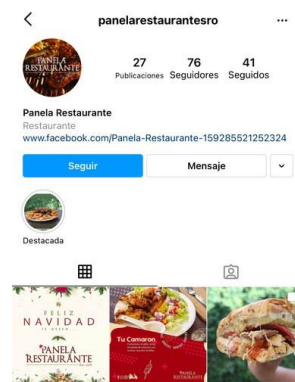 panelarestaurantesro
PANELA
RESTAURANTE
27
Publicaciones
76
Seguidores
41
Seguidos
Panela Restaurante
Restaurante
www.facebook.com/Panela-Restaurante-159285521252324
Seguir
Mensaje
Destacada
FELIZ
NAVIDAD
PANELA
RESTAURANTE
Tu Camaron
PANELA
RESTAURANTE